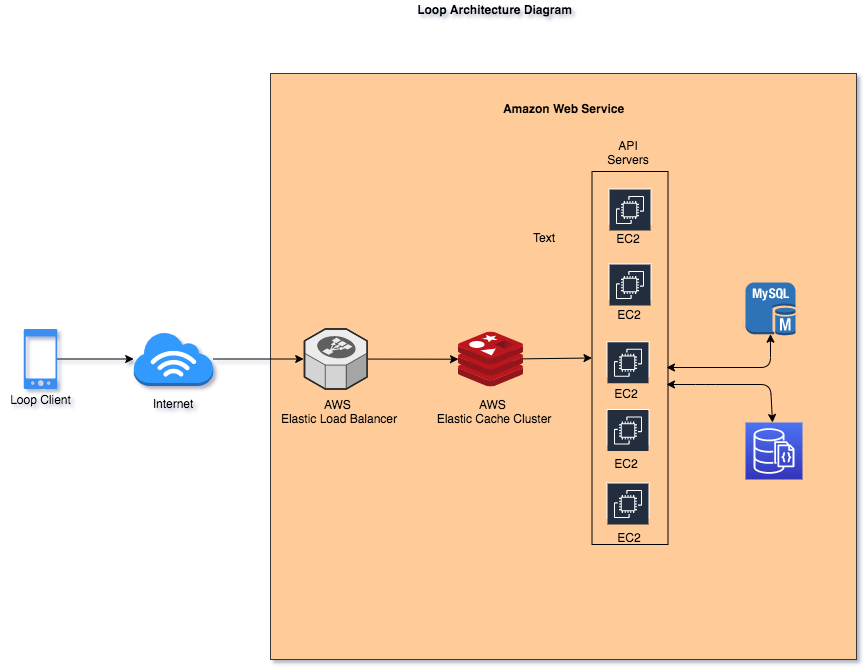 Loop Architecture Diagram
Amazon Web Service
API
Servers
EC2
Text
EC2
MySQL
M
EC2
Loop Client
Internet
AWS
Elastic Load Balancer
AWS
Elastic Cache Cluster
EC2
{}
EC2